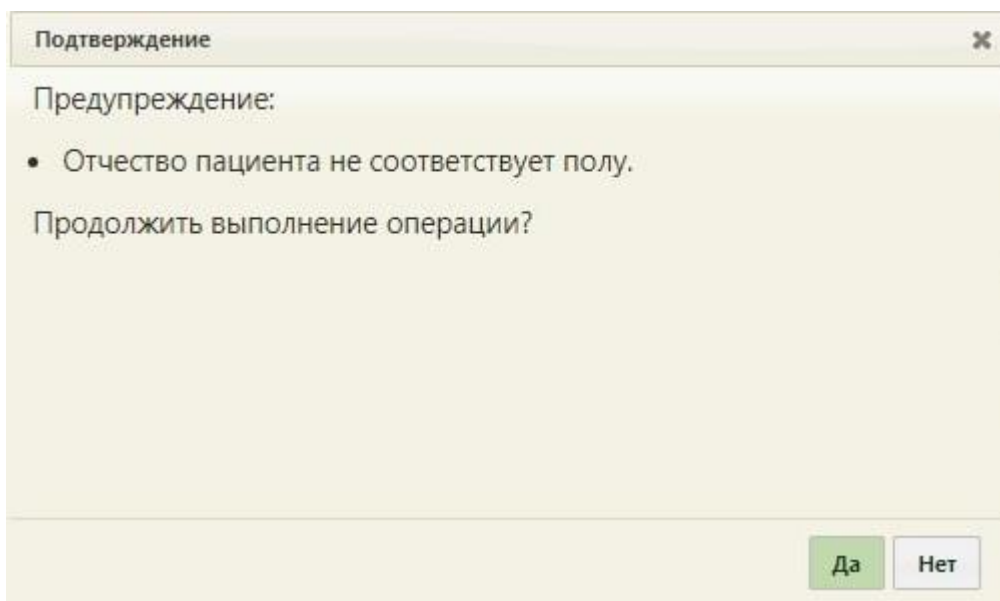 Подтверждение
Предупреждение:
• Отчество пациента не соответствует полу.
Продолжить выполнение операции?
Да Нет